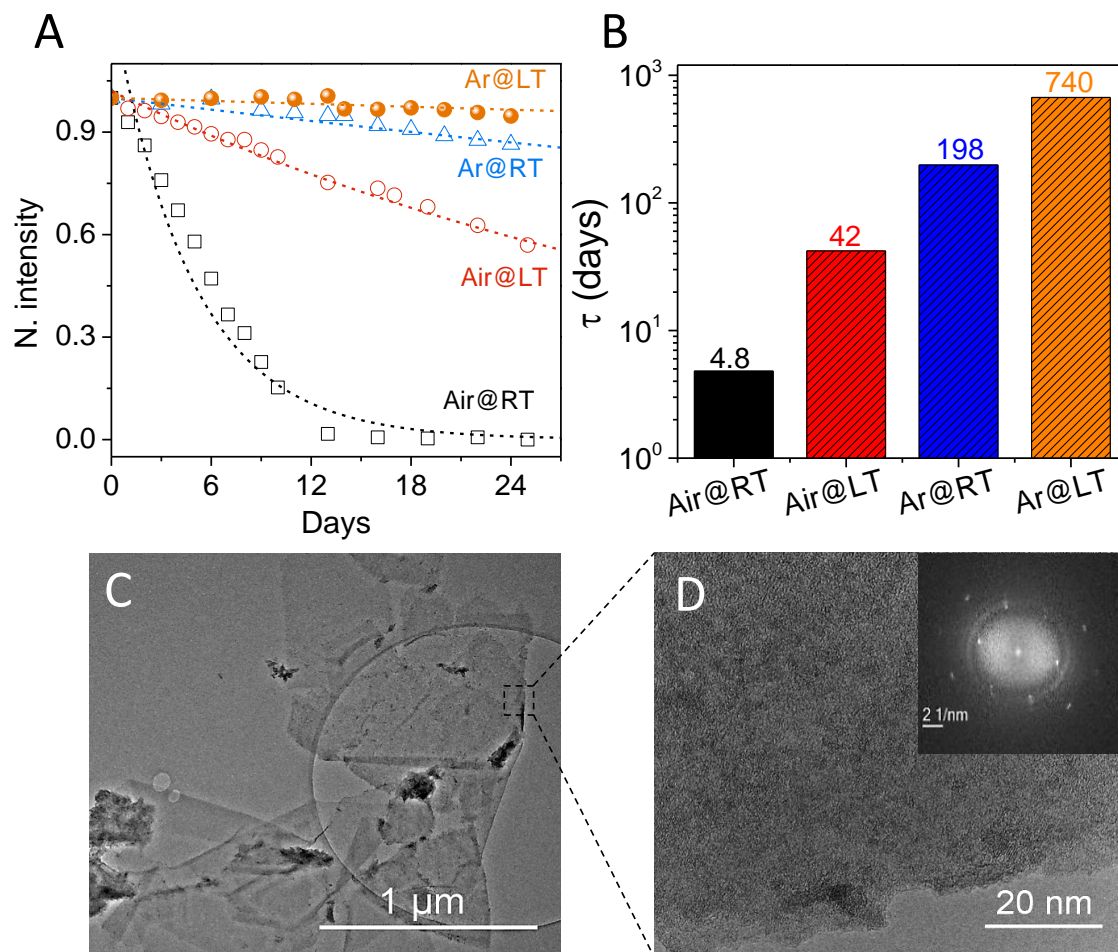 A
Ar@LT
Ar@RT
Air@LT
Air@RT
N. intensity
0.9
0.6
0.3
0.0
0 6 12 18 24
Days
B
τ (days)
10³
10²
10¹
10⁰
4.8
42
198
740
Air@RT Air@LT Ar@RT Ar@LT
C
1 μm
D
2 1/nm
20 nm